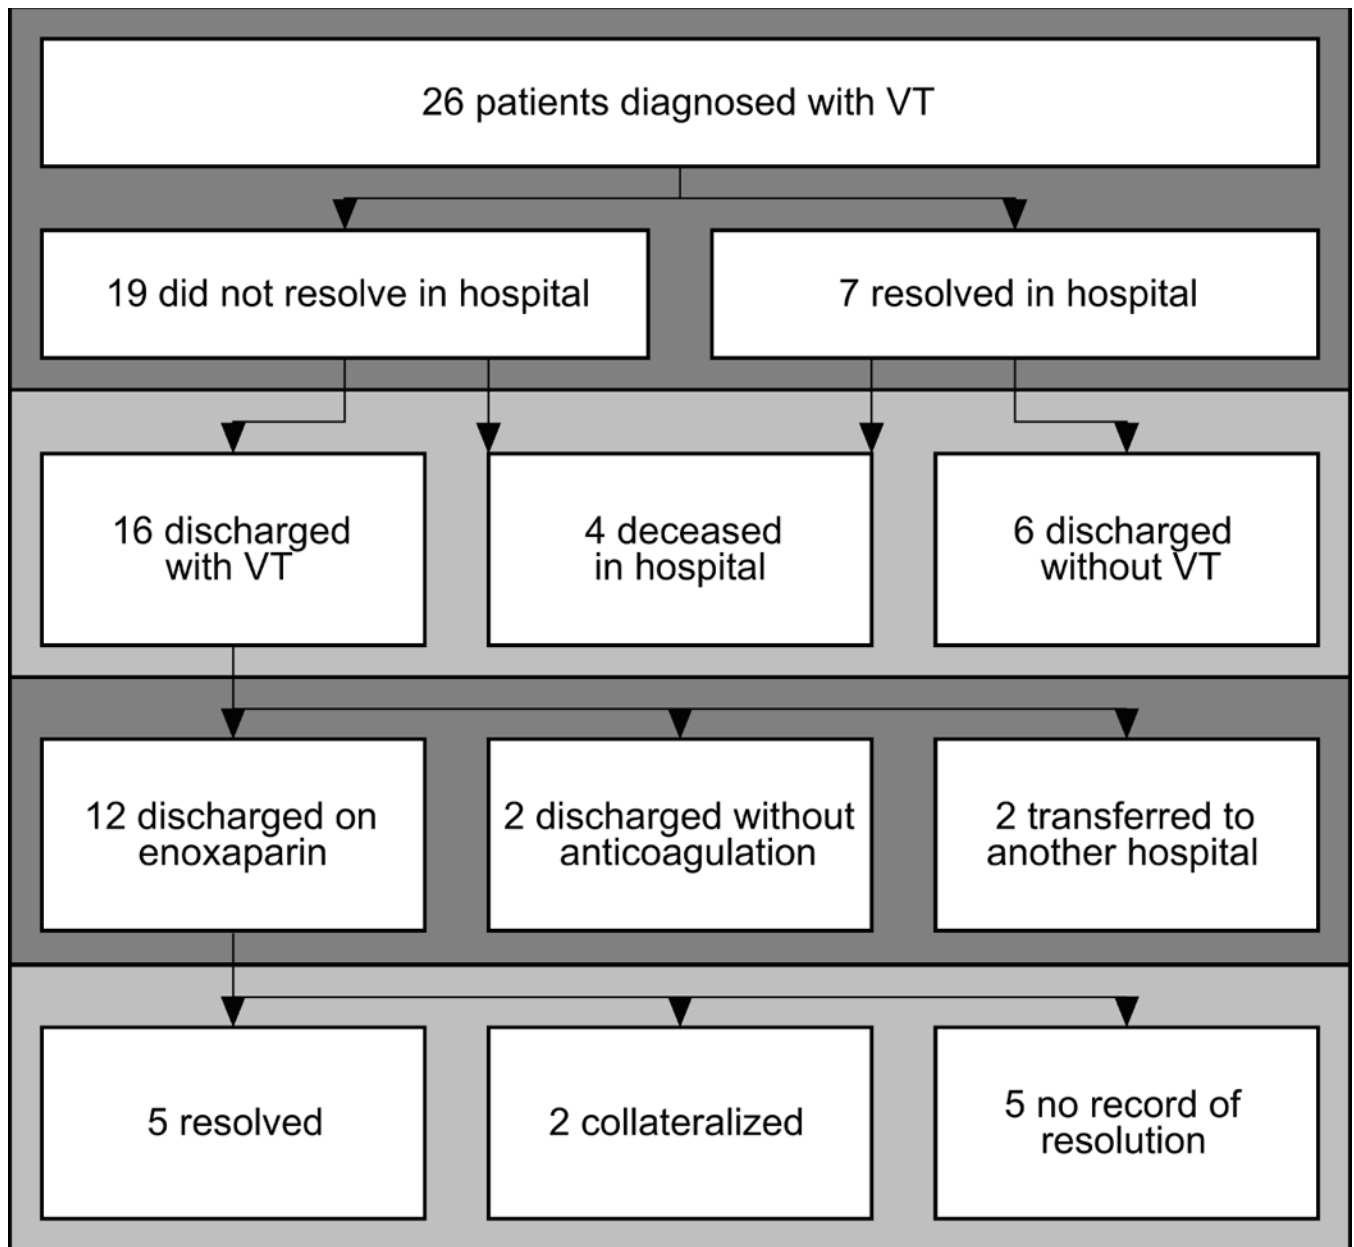 26 patients diagnosed with VT
19 did not resolve in hospital
7 resolved in hospital
16 discharged
with VT
4 deceased
in hospital
6 discharged
without VT
12 discharged on
enoxaparin
2 discharged without
anticoagulation
2 transferred to
another hospital
5 resolved
2 collateralized
5 no record of
resolution